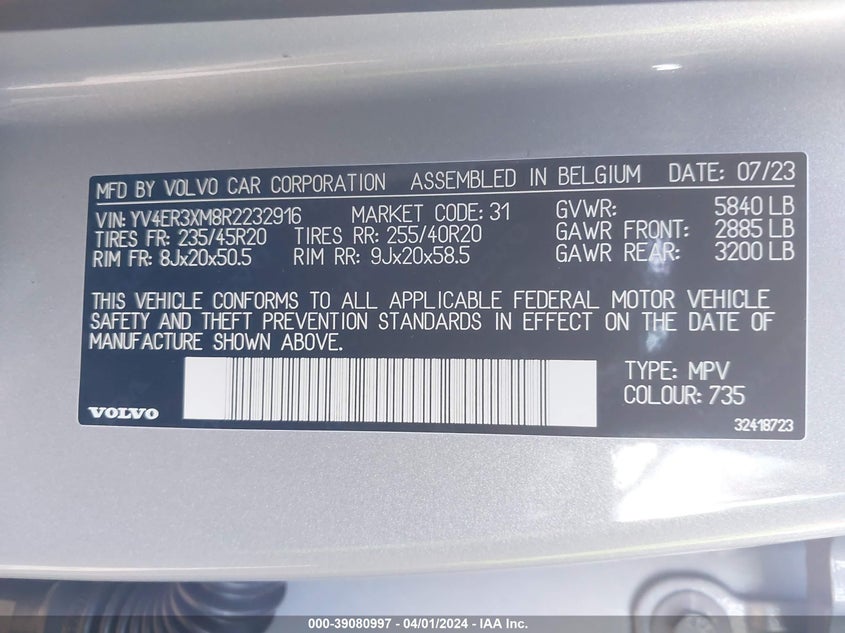 MFD BY VOLVO CAR CORPORATION ASSEMBLED IN BELGIUM DATE: 07/23
VIN: YV4ER3XM8R2232916 MARKET CODE: 31 GVWR: 5840 LB
TIRES FR: 235/45R20 TIRES RR: 255/40R20 GAWR FRONT: 2885 LB
RIM FR: 8Jx20x50.5 RIM RR: 9Jx20x58.5 GAWR REAR: 3200 LB
THIS VEHICLE CONFORMS TO ALL APPLICABLE FEDERAL MOTOR VEHICLE
SAFETY AND THEFT PREVENTION STANDARDS IN EFFECT ON THE DATE OF
MANUFACTURE SHOWN ABOVE.
TYPE: MPV
COLOUR: 735
VOLVO
32418723
000-39080997 - 04/01/2024 - IAA Inc.